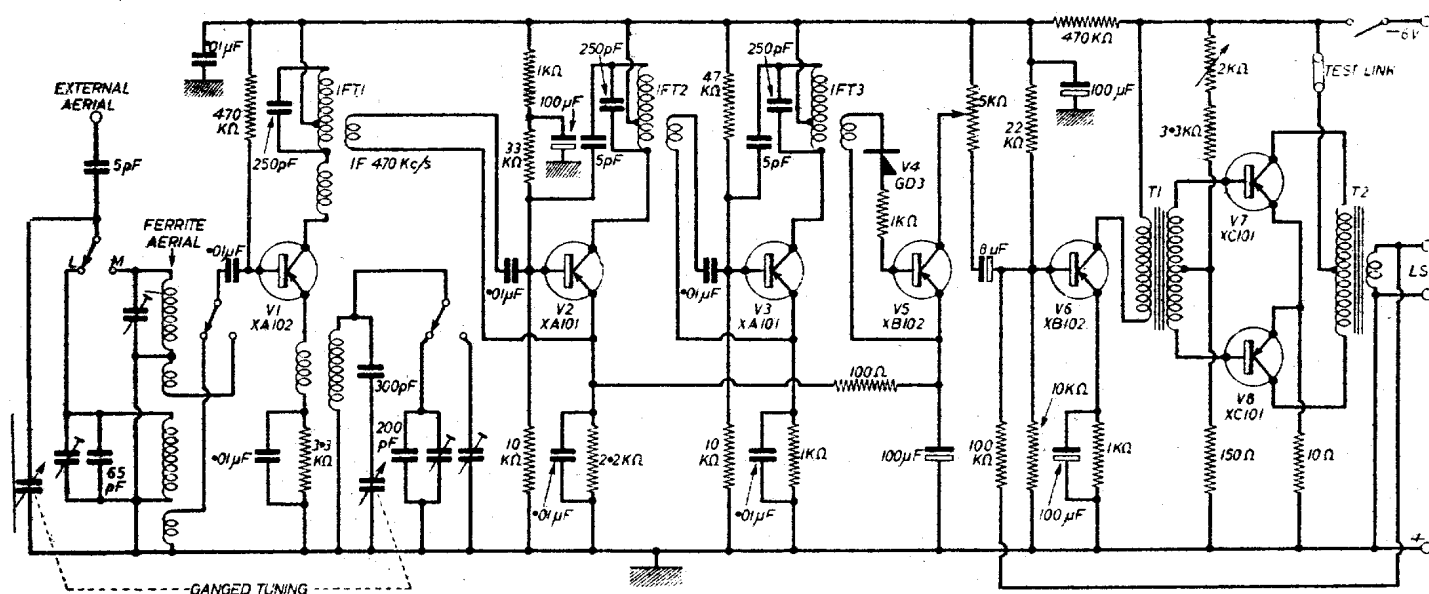 EXTERNAL
AERIAL
5pF
FERRITE
AERIAL
L
M
65
pF
GANGED TUNING
·01µF
470
KΩ
250pF
IFT1
IF 470 Kc/s
·01µF
V1
XA102
·01µF
3·3
KΩ
300pF
200
pF
1KΩ
100µF
33
KΩ
5pF
250pF
IFT2
·01µF
V2
XA101
10
KΩ
2·2KΩ
·01µF
47
KΩ
250pF
5pF
IFT3
·01µF
V3
XA101
10
KΩ
1KΩ
·01µF
V4
GD3
1KΩ
V5
XB102
100Ω
100µF
5KΩ
8µF
22
KΩ
470KΩ
100µF
V6
XB102
100
KΩ
10KΩ
100µF
1KΩ
T1
2KΩ
3·3KΩ
150Ω
V7
XC101
V8
XC101
10Ω
TEST LINK
T2
—6V
LS
+